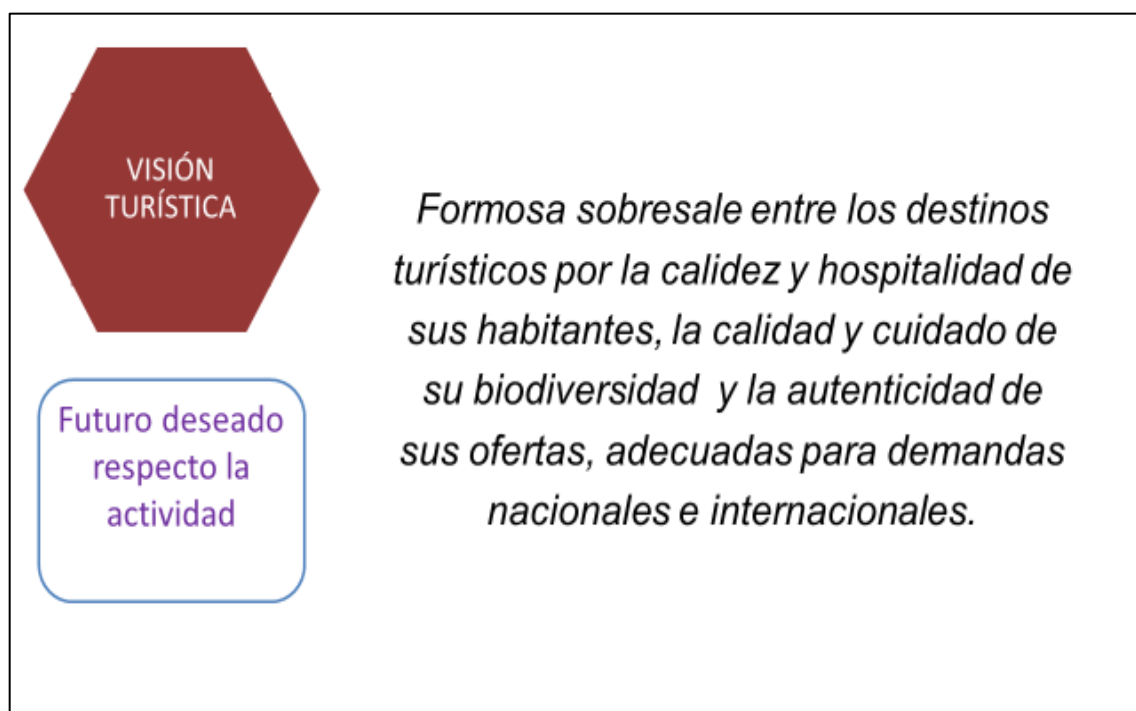 VISIÓN
TURÍSTICA
Formosa sobresale entre los destinos
turísticos por la calidez y hospitalidad de
sus habitantes, la calidad y cuidado de
su biodiversidad y la autenticidad de
sus ofertas, adecuadas para demandas
nacionales e internacionales.
Futuro deseado
respecto la
actividad